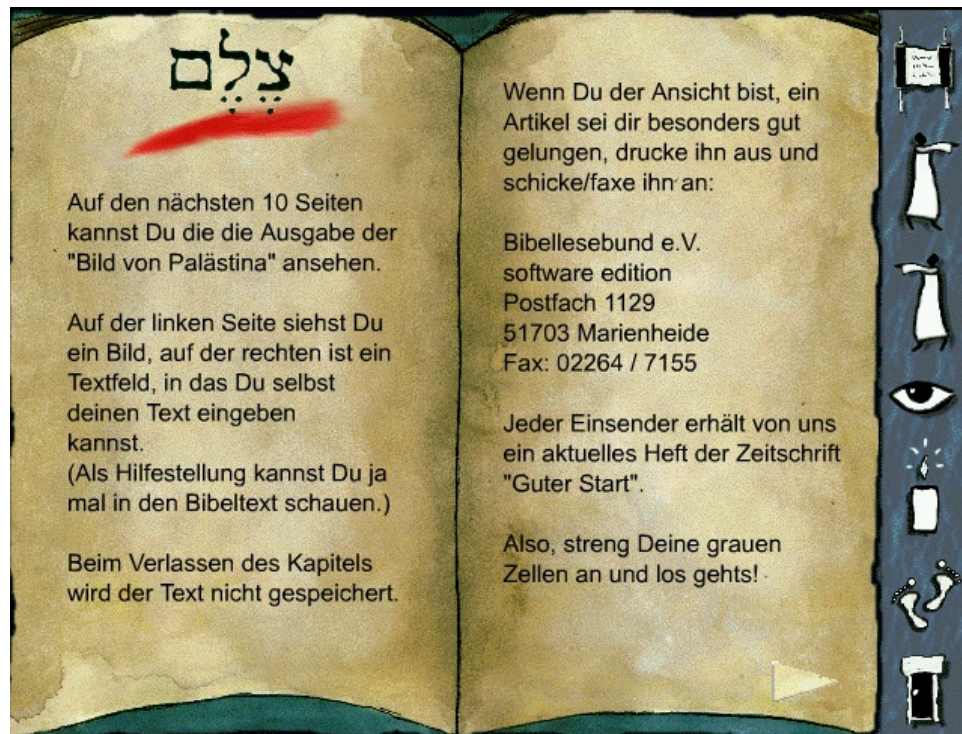 צֶלֶם
Auf den nächsten 10 Seiten
kannst Du die die Ausgabe der
"Bild von Palästina" ansehen.
Auf der linken Seite siehst Du
ein Bild, auf der rechten ist ein
Textfeld, in das Du selbst
deinen Text eingeben
kannst.
(Als Hilfestellung kannst Du ja
mal in den Bibeltext schauen.)
Beim Verlassen des Kapitels
wird der Text nicht gespeichert.
Wenn Du der Ansicht bist, ein
Artikel sei dir besonders gut
gelungen, drucke ihn aus und
schicke/faxe ihn an:
Bibellesebund e.V.
software edition
Postfach 1129
51703 Marienheide
Fax: 02264 / 7155
Jeder Einsender erhält von uns
ein aktuelles Heft der Zeitschrift
"Guter Start".
Also, streng Deine grauen
Zellen an und los gehts!